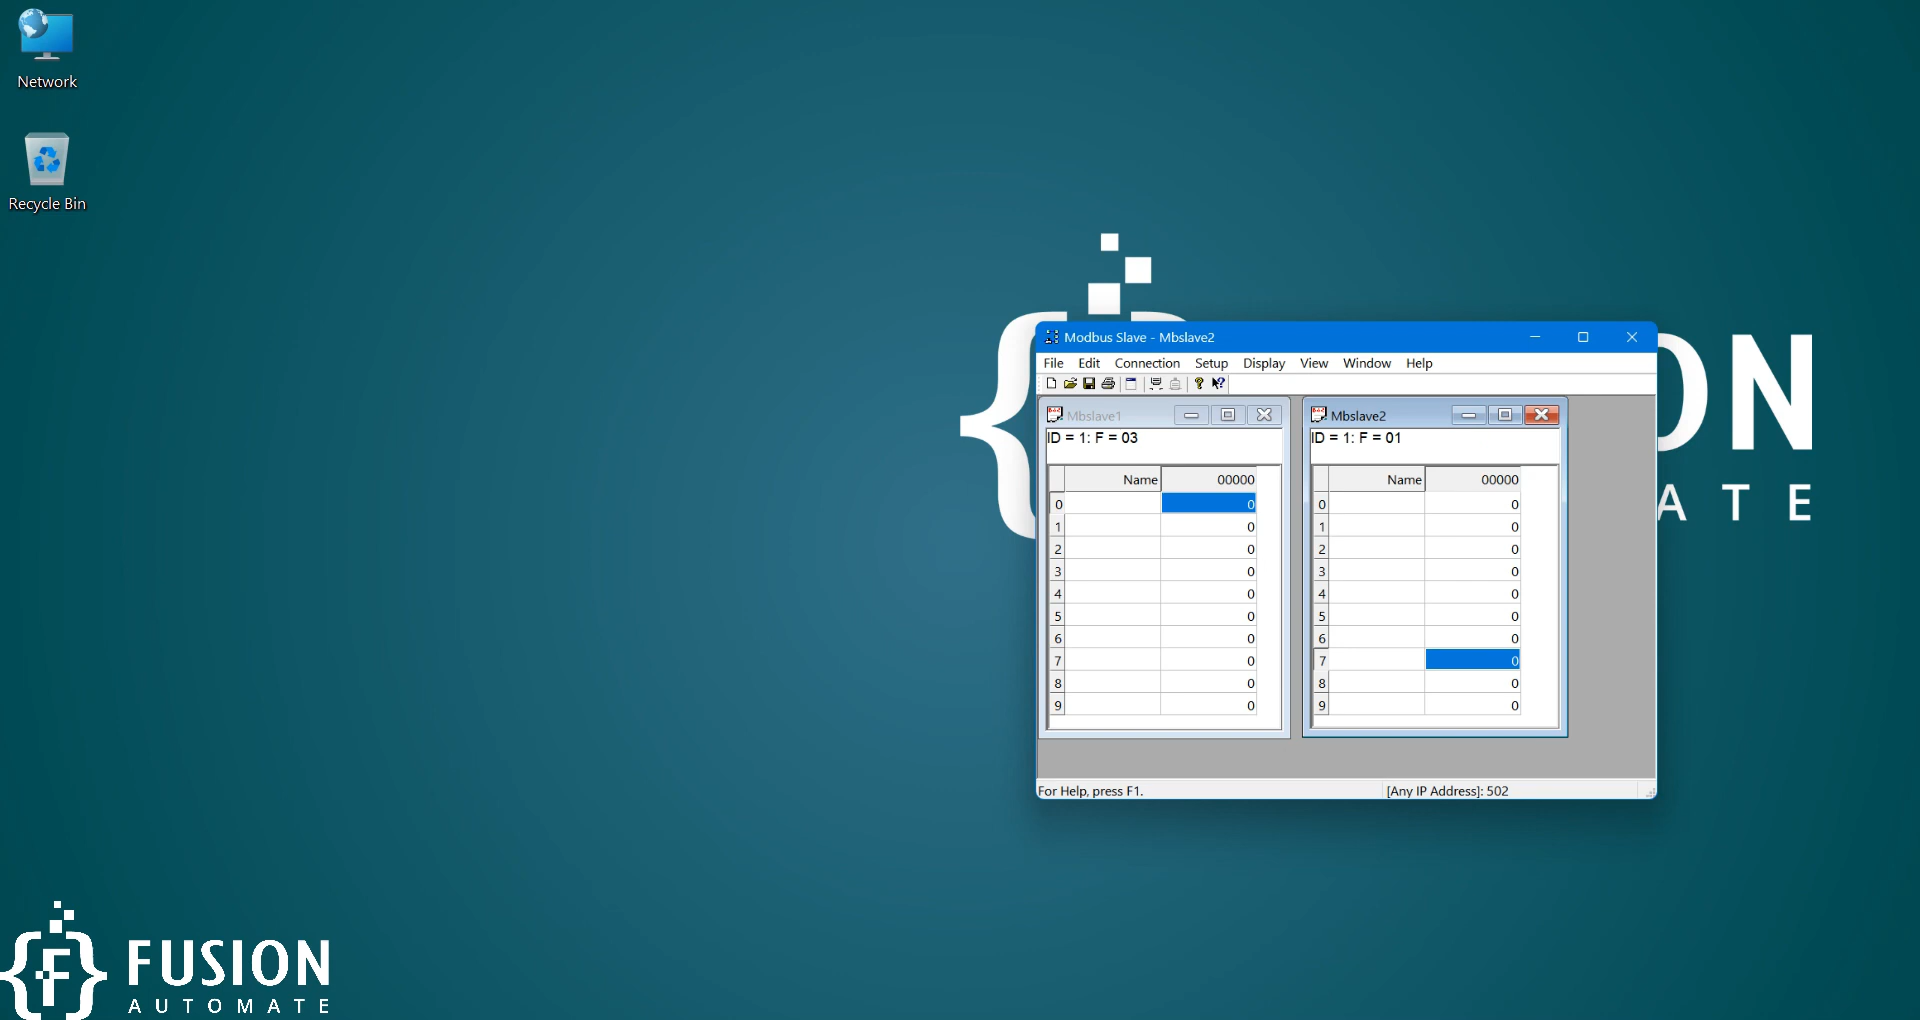 Network
Recycle Bin
Modbus Slave - Mbslave2
File Edit Connection Setup Display View Window Help
Mbslave1
ID = 1: F = 03
Name 00000
0 0
1 0
2 0
3 0
4 0
5 0
6 0
7 0
8 0
9 0
Mbslave2
ID = 1: F = 01
Name 00000
0 0
1 0
2 0
3 0
4 0
5 0
6 0
7 0
8 0
9 0
For Help, press F1. [Any IP Address]: 502
ON
ATE
FUSION
AUTOMATE